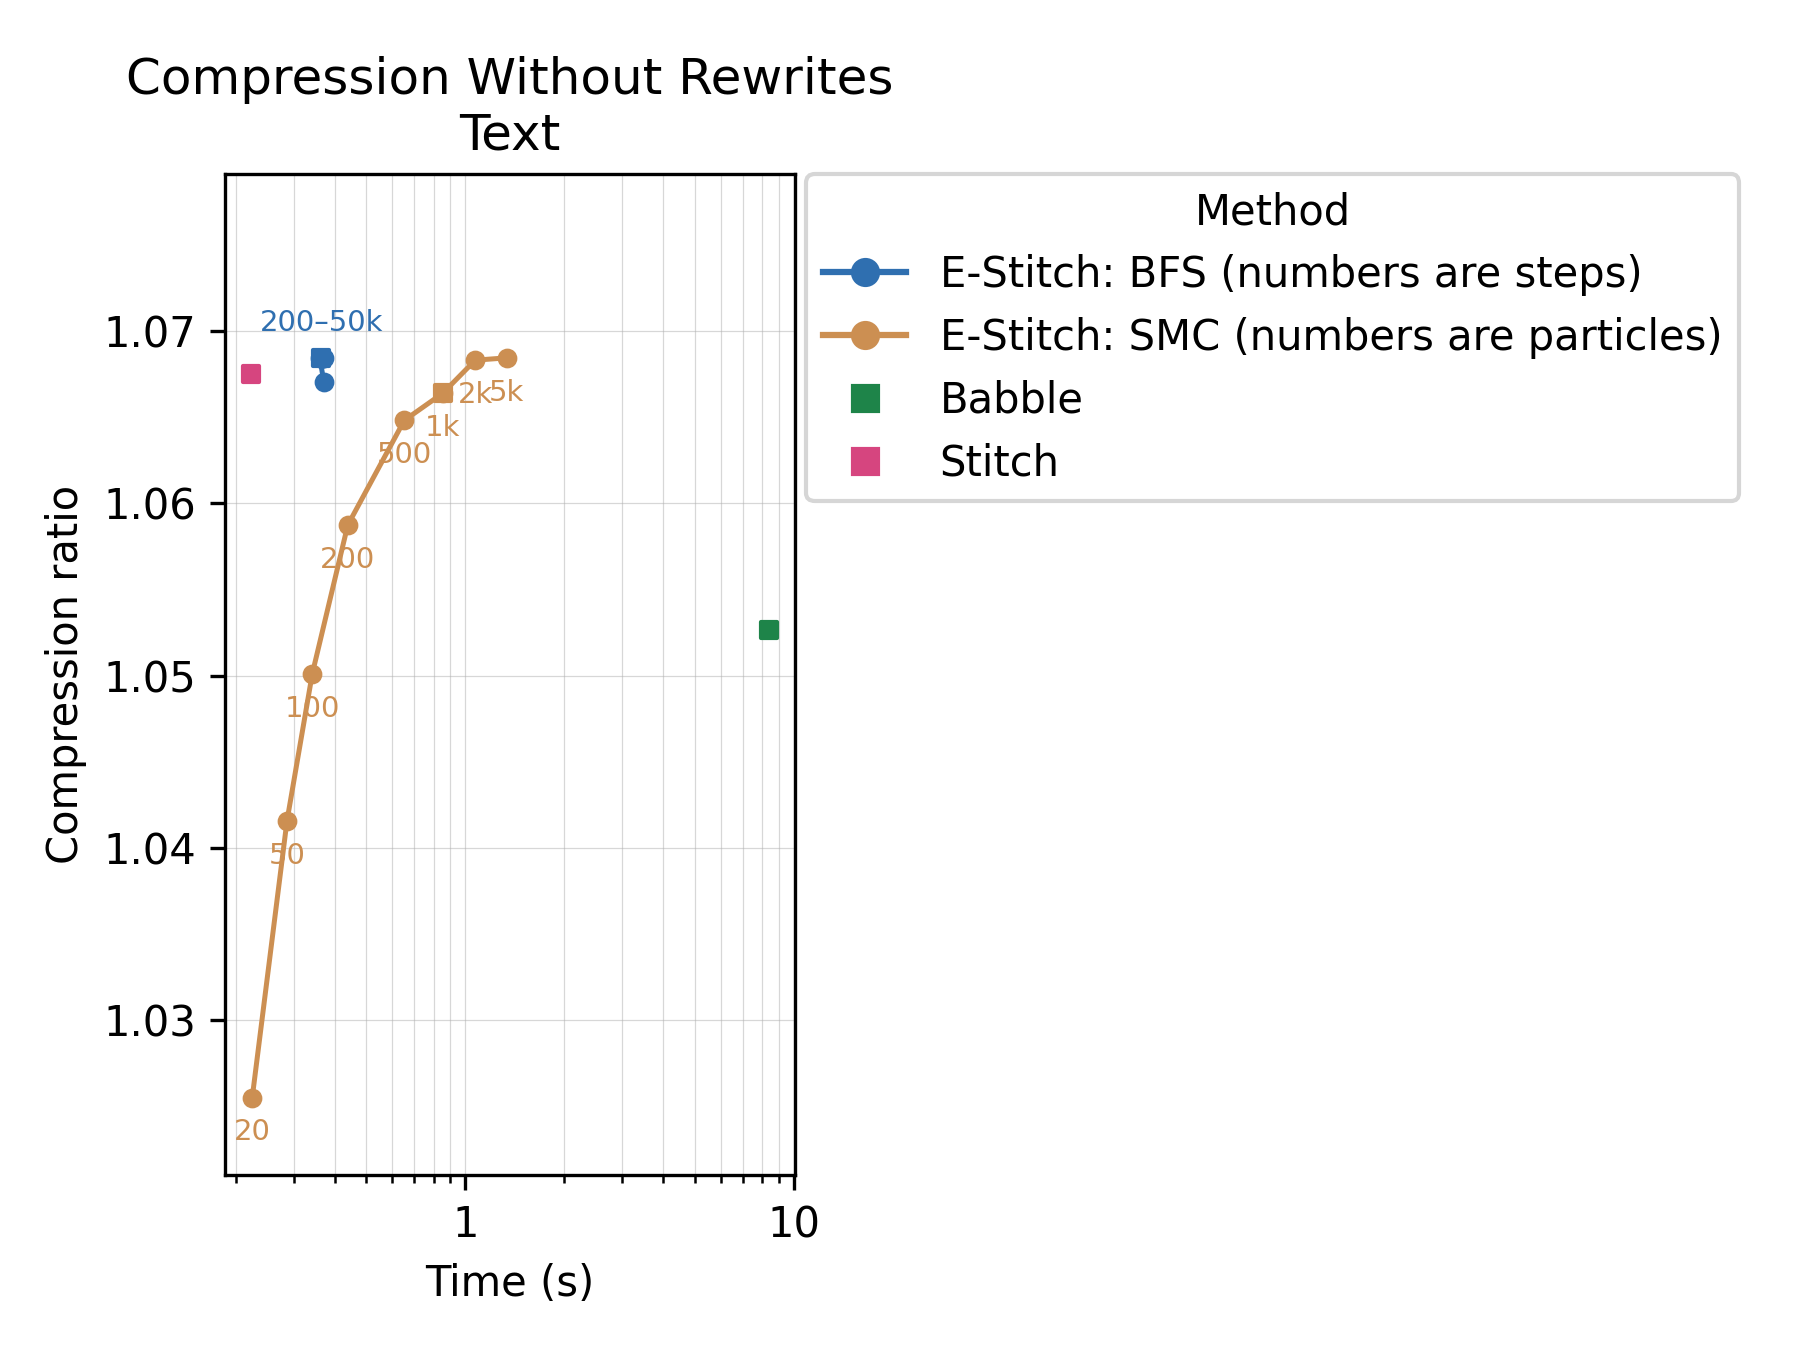 Compression Without Rewrites
Text
Method
E-Stitch: BFS (numbers are steps)
E-Stitch: SMC (numbers are particles)
Babble
Stitch
Compression ratio
1.07
1.06
1.05
1.04
1.03
200–50k
2k
5k
1k
500
200
100
50
20
1
10
Time (s)